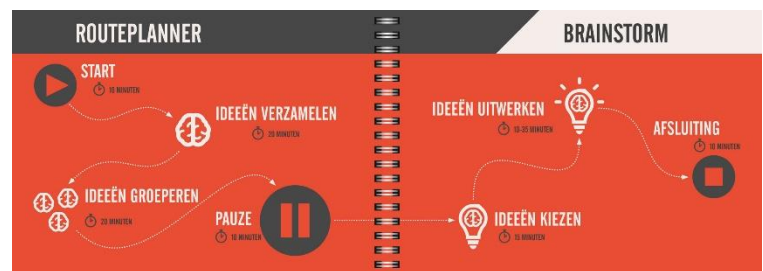 ROUTEPLANNER
BRAINSTORM
START
10 MINUTEN
IDEEËN VERZAMELEN
20 MINUTEN
IDEEËN GROEPEREN
20 MINUTEN
PAUZE
10 MINUTEN
IDEEËN KIEZEN
15 MINUTEN
IDEEËN UITWERKEN
10-35 MINUTEN
AFSLUITING
10 MINUTEN